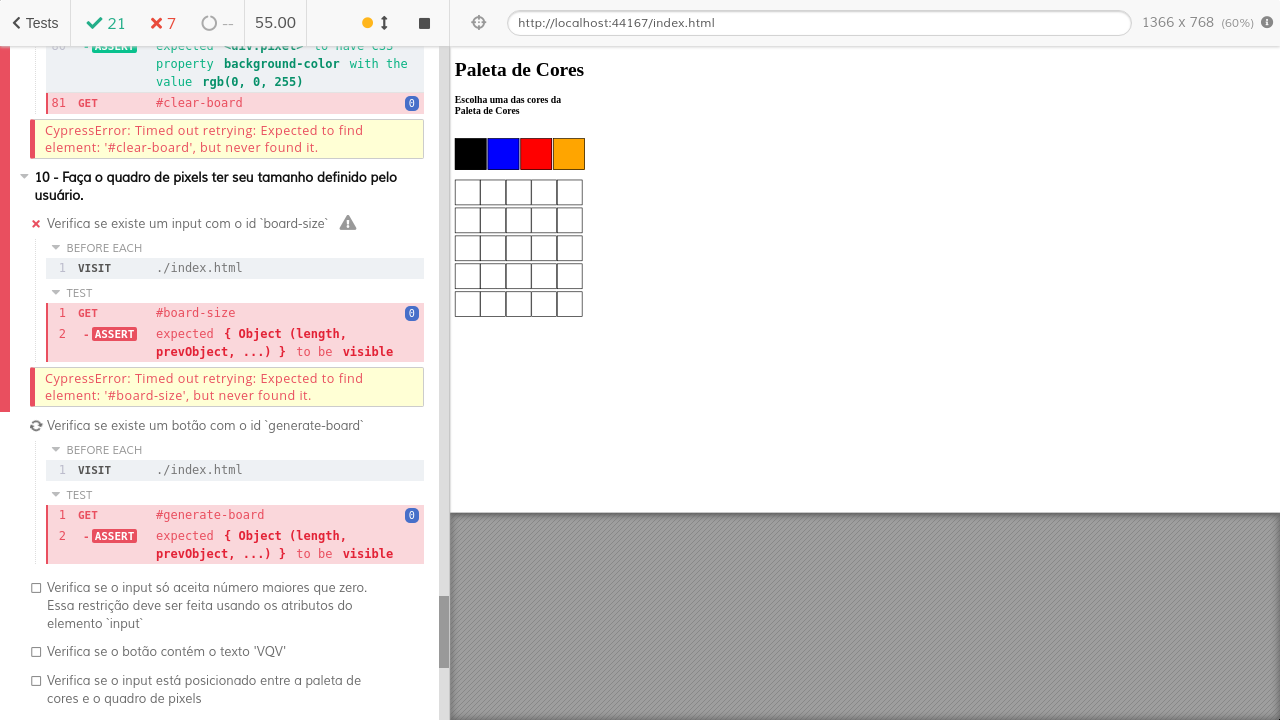 Tests 21 7 -- 55.00 http://localhost:44167/index.html 1366 x 768 (60%)
80 - ASSERT expected <div.pixel> to have CSS
property background-color with the
value rgb(0, 0, 255)
81 GET #clear-board 0
CypressError: Timed out retrying: Expected to find
element: '#clear-board', but never found it.
10 - Faça o quadro de pixels ter seu tamanho definido pelo
usuário.
Verifica se existe um input com o id `board-size`
BEFORE EACH
1 VISIT ./index.html
TEST
1 GET #board-size 0
2 - ASSERT expected { Object (length,
prevObject, ...) } to be visible
CypressError: Timed out retrying: Expected to find
element: '#board-size', but never found it.
Verifica se existe um botão com o id `generate-board`
BEFORE EACH
1 VISIT ./index.html
TEST
1 GET #generate-board 0
2 - ASSERT expected { Object (length,
prevObject, ...) } to be visible
Verifica se o input só aceita número maiores que zero.
Essa restrição deve ser feita usando os atributos do
elemento `input`
Verifica se o botão contém o texto 'VQV'
Verifica se o input está posicionado entre a paleta de
cores e o quadro de pixels
Paleta de Cores
Escolha uma das cores da
Paleta de Cores